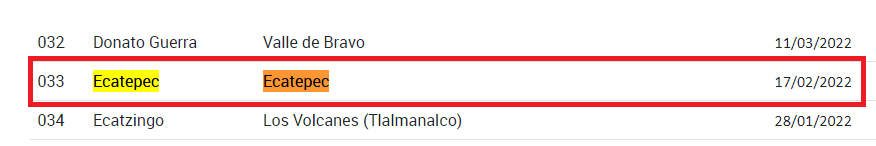 032 Donato Guerra Valle de Bravo 11/03/2022
033 Ecatepec Ecatepec 17/02/2022
034 Ecatzingo Los Volcanes (Tlalmanalco) 28/01/2022